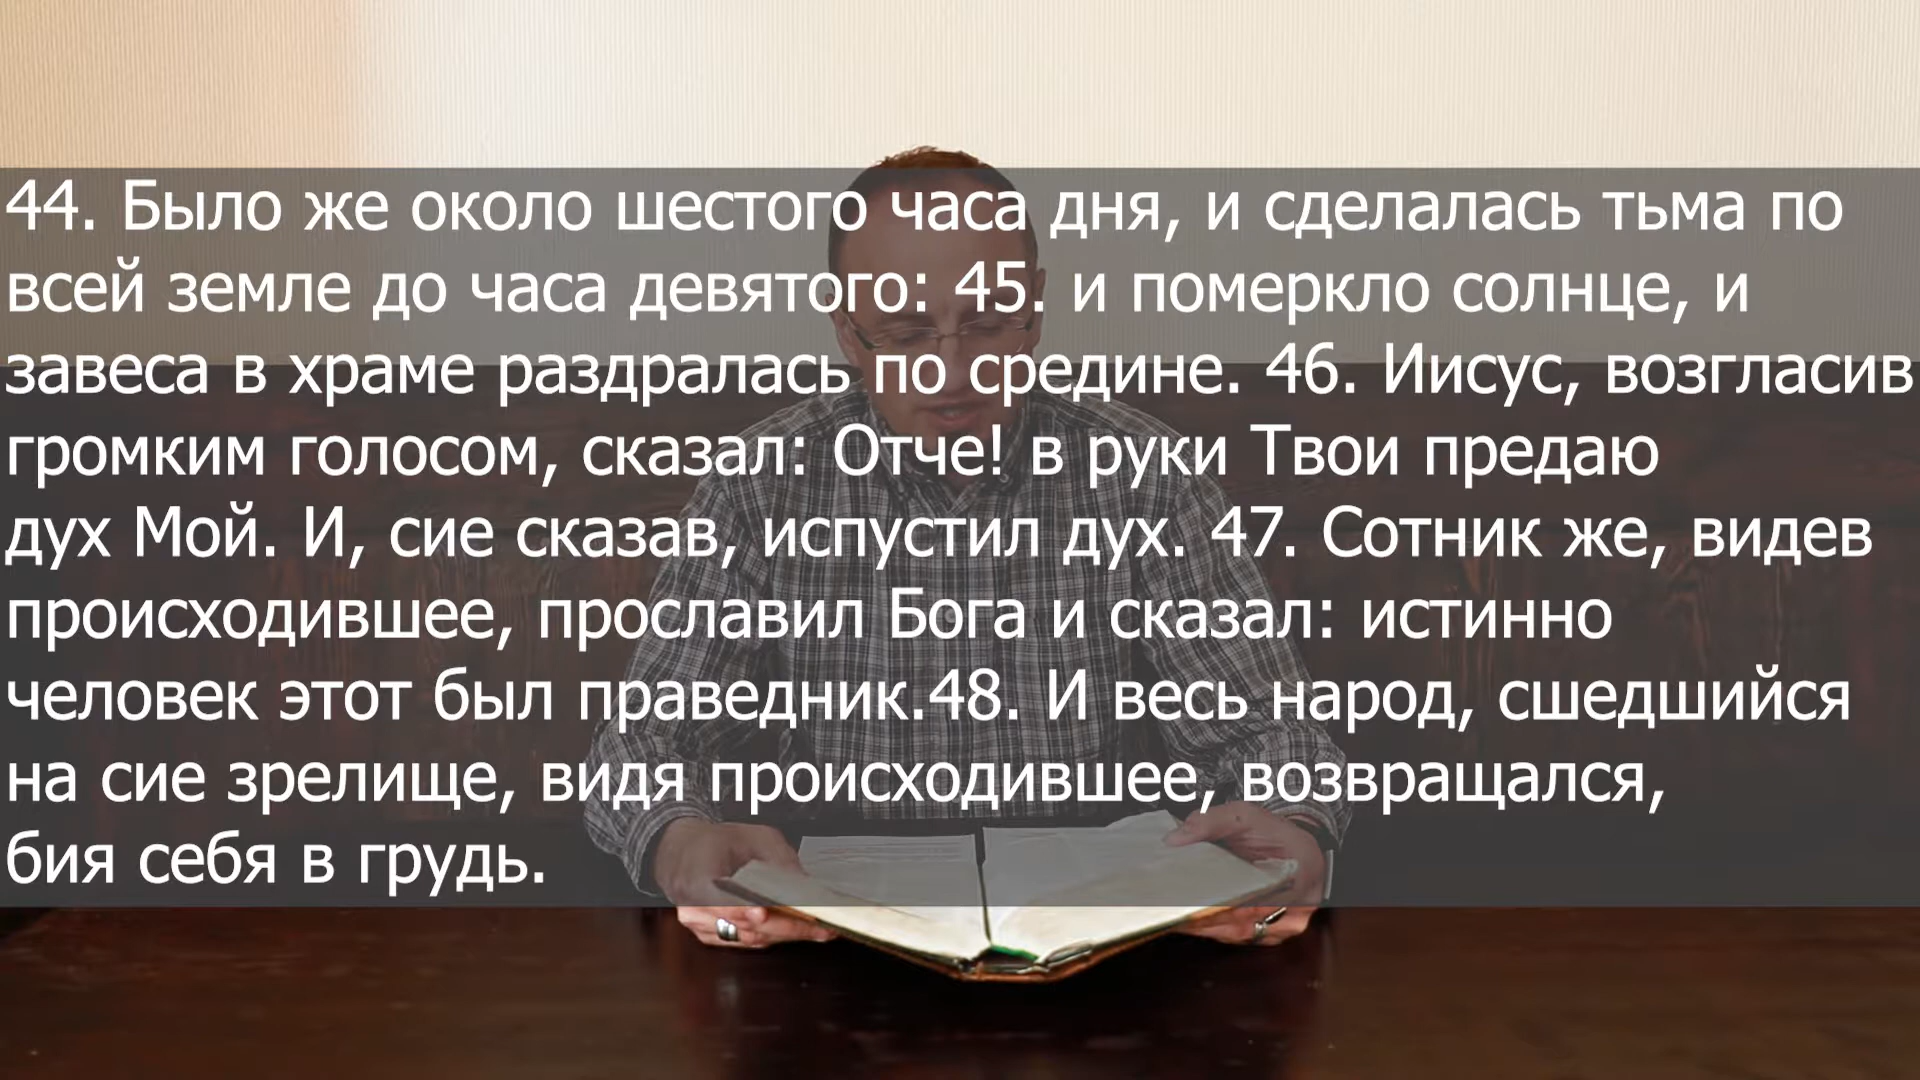 44. Было же около шестого часа дня, и сделалась тьма по
всей земле до часа девятого: 45. и померкло солнце, и
завеса в храме раздралась по средине. 46. Иисус, возгласив
громким голосом, сказал: Отче! в руки Твои предаю
дух Мой. И, сие сказав, испустил дух. 47. Сотник же, видев
происходившее, прославил Бога и сказал: истинно
человек этот был праведник.48. И весь народ, сшедшийся
на сие зрелище, видя происходившее, возвращался,
бия себя в грудь.